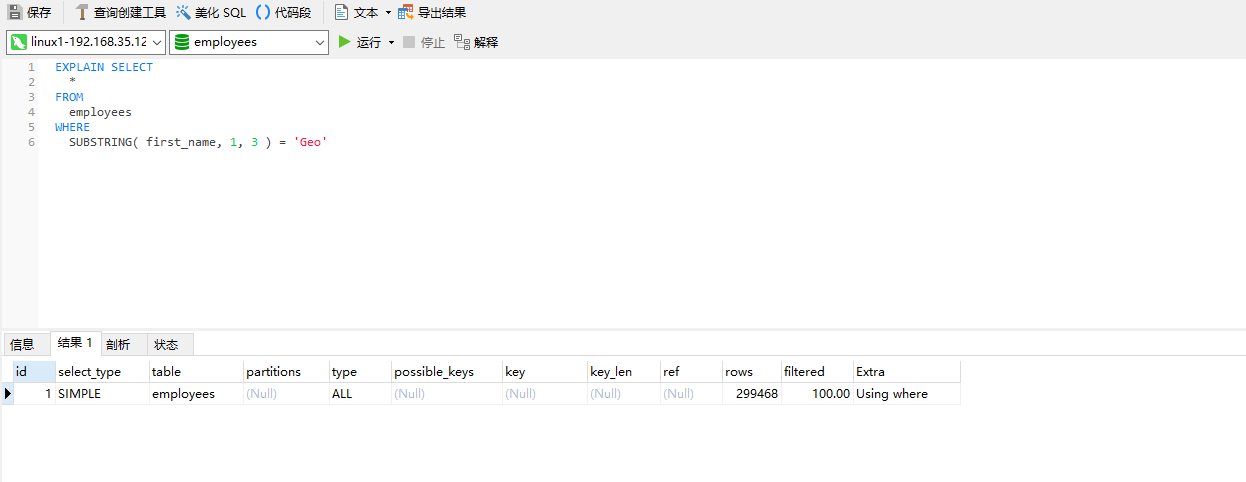 保存 查询创建工具 美化 SQL 代码段 文本 导出结果
linux1-192.168.35.12 employees 运行 停止 解释
1 EXPLAIN SELECT
2 *
3 FROM
4 employees
5 WHERE
6 SUBSTRING( first_name, 1, 3 ) = 'Geo'
信息 结果 1 剖析 状态
id select_type table partitions type possible_keys key key_len ref rows filtered Extra
1 SIMPLE employees (Null) ALL (Null) (Null) (Null) (Null) 299468 100.00 Using where